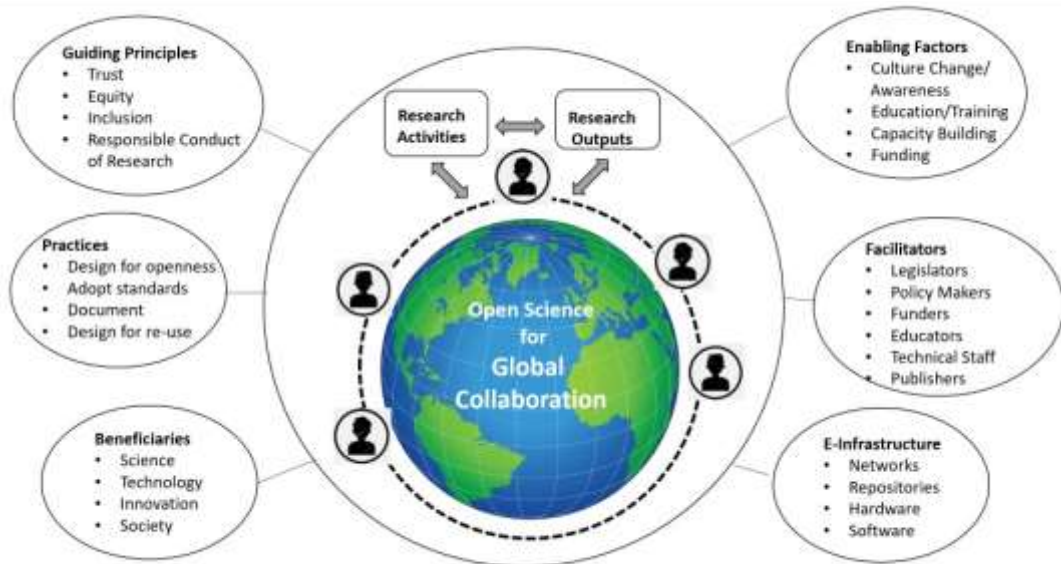 Guiding Principles
• Trust
• Equity
• Inclusion
• Responsible Conduct
of Research
Practices
• Design for openness
• Adopt standards
• Document
• Design for re-use
Beneficiaries
• Science
• Technology
• Innovation
• Society
Research
Activities
Research
Outputs
Open Science
for
Global
Collaboration
Enabling Factors
• Culture Change/
Awareness
• Education/Training
• Capacity Building
• Funding
Facilitators
• Legislators
• Policy Makers
• Funders
• Educators
• Technical Staff
• Publishers
E-Infrastructure
• Networks
• Repositories
• Hardware
• Software